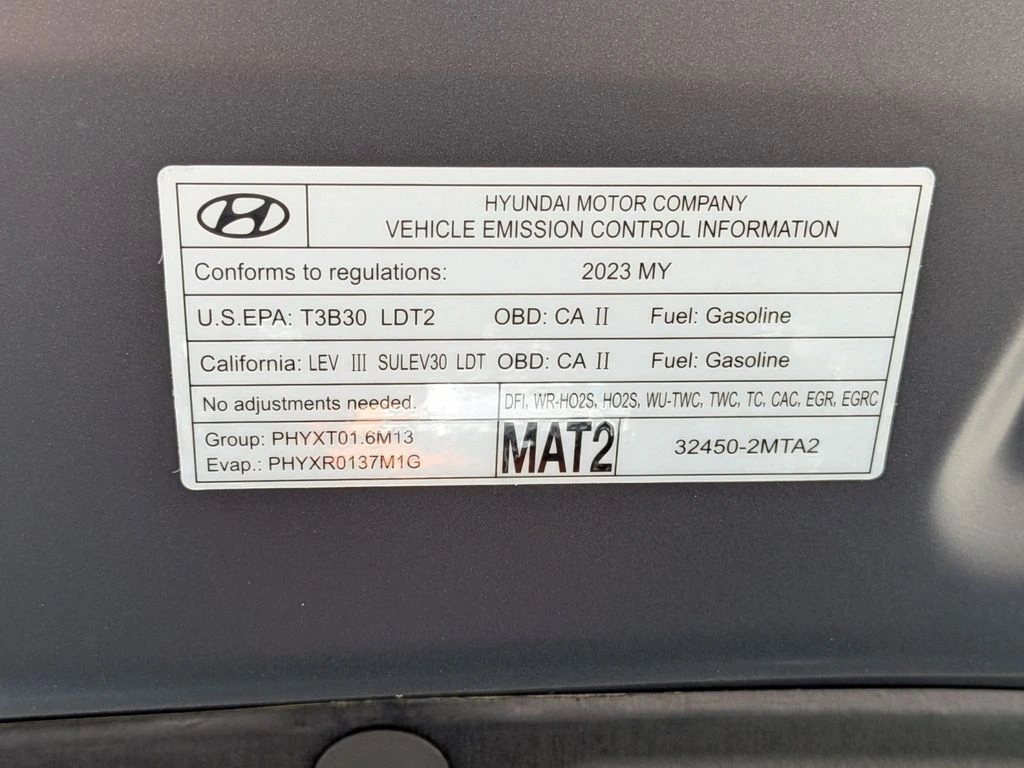 HYUNDAI MOTOR COMPANY
VEHICLE EMISSION CONTROL INFORMATION
Conforms to regulations: 2023 MY
U.S.EPA: T3B30 LDT2 OBD: CA II Fuel: Gasoline
California: LEV III SULEV30 LDT OBD: CA II Fuel: Gasoline
No adjustments needed. DFI, WR-HO2S, HO2S, WU-TWC, TWC, TC, CAC, EGR, EGRC
Group: PHYXT01.6M13
Evap.: PHYXR0137M1G
MAT2 32450-2MTA2